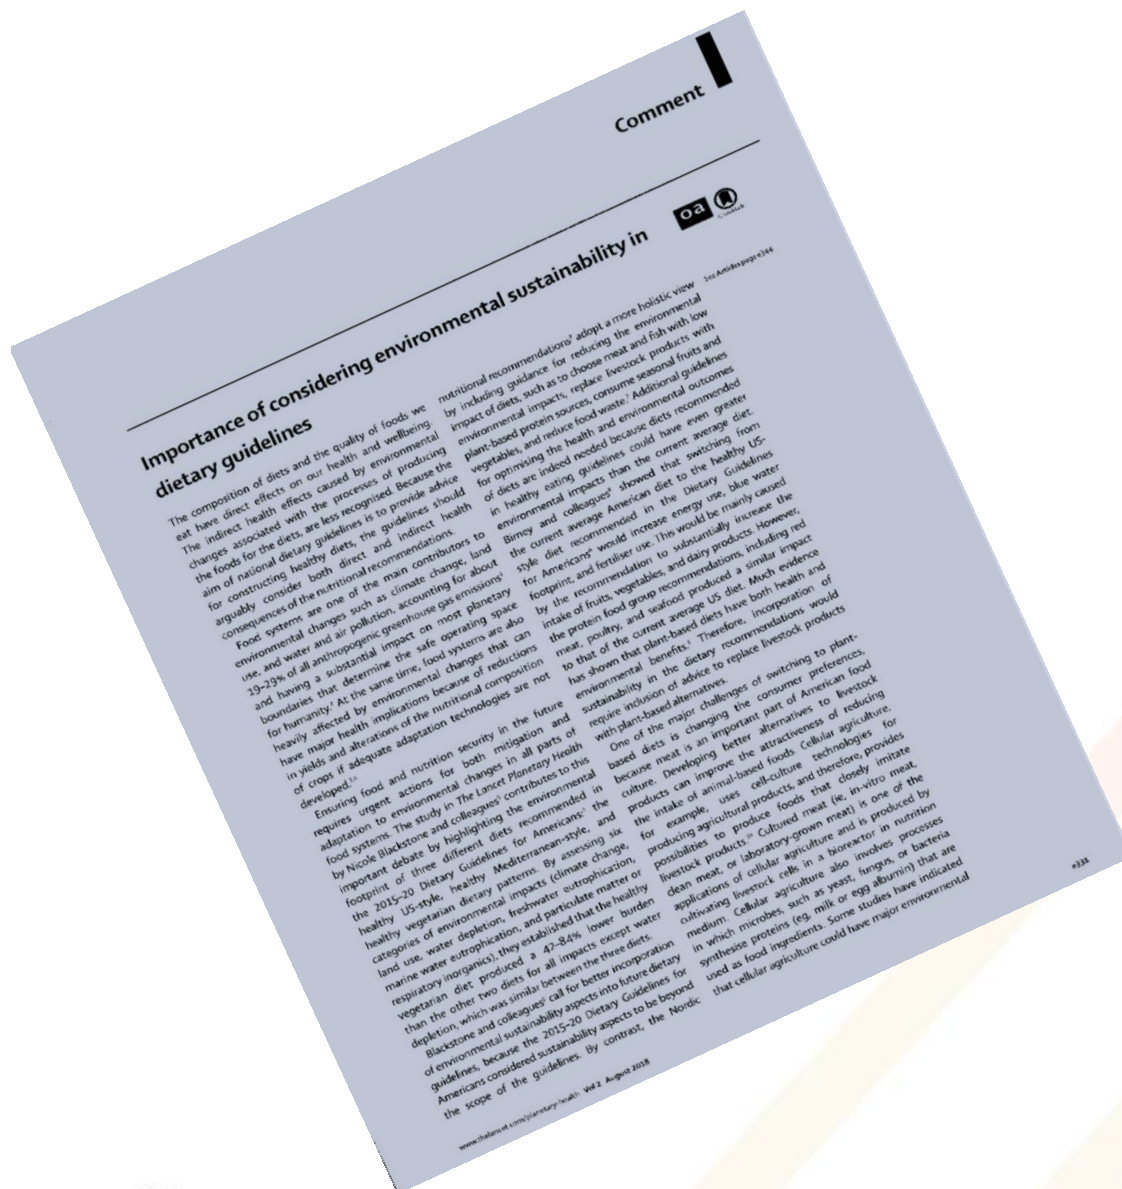 Comment
oa
Importance of considering environmental sustainability in
dietary guidelines
See Articles page e344
The composition of diets and the quality of foods we
eat have direct effects on our health and wellbeing.
The indirect health effects caused by environmental
changes associated with the processes of producing
the foods for the diets, are less recognised. Because the
aim of national dietary guidelines is to provide advice
for constructing healthy diets, the guidelines should
arguably consider both direct and indirect health
consequences of the nutritional recommendations.
Food systems are one of the main contributors to
environmental changes such as climate change, land
use, and water and air pollution, accounting for about
19–29% of all anthropogenic greenhouse gas emissions¹
and having a substantial impact on most planetary
boundaries that determine the safe operating space
for humanity.² At the same time, food systems are also
heavily affected by environmental changes that can
have major health implications because of reductions
in yields and alterations of the nutritional composition
of crops if adequate adaptation technologies are not
developed.³,⁴
Ensuring food and nutrition security in the future
requires urgent actions for both mitigation and
adaptation to environmental changes in all parts of
food systems. The study in The Lancet Planetary Health
by Nicole Blackstone and colleagues⁵ contributes to this
important debate by highlighting the environmental
footprint of three different diets recommended in
the 2015–20 Dietary Guidelines for Americans:⁶ the
healthy US-style, healthy Mediterranean-style, and
healthy vegetarian dietary patterns. By assessing six
categories of environmental impacts (climate change,
land use, water depletion, freshwater eutrophication,
marine water eutrophication, and particulate matter or
respiratory inorganics), they established that the healthy
vegetarian diet produced a 42–84% lower burden
than the other two diets for all impacts except water
depletion, which was similar between the three diets.
Blackstone and colleagues⁵ call for better incorporation
of environmental sustainability aspects into future dietary
guidelines, because the 2015–20 Dietary Guidelines for
Americans considered sustainability aspects to be beyond
the scope of the guidelines. By contrast, the Nordic
nutritional recommendations⁷ adopt a more holistic view
by including guidance for reducing the environmental
impact of diets, such as to choose meat and fish with low
environmental impacts, replace livestock products with
plant-based protein sources, consume seasonal fruits and
vegetables, and reduce food waste.⁷ Additional guidelines
for optimising the health and environmental outcomes
of diets are indeed needed because diets recommended
in healthy eating guidelines could have even greater
environmental impacts than the current average diet.
Birney and colleagues⁸ showed that switching from
the current average American diet to the healthy US-
style diet recommended in the Dietary Guidelines
for Americans⁶ would increase energy use, blue water
footprint, and fertiliser use. This would be mainly caused
by the recommendation to substantially increase the
intake of fruits, vegetables, and dairy products. However,
the protein food group recommendations, including red
meat, poultry, and seafood produced a similar impact
to that of the current average US diet. Much evidence
has shown that plant-based diets have both health and
environmental benefits.⁹ Therefore, incorporation of
sustainability in the dietary recommendations would
require inclusion of advice to replace livestock products
with plant-based alternatives.
One of the major challenges of switching to plant-
based diets is changing the consumer preferences,
because meat is an important part of American food
culture. Developing better alternatives to livestock
products can improve the attractiveness of reducing
the intake of animal-based foods. Cellular agriculture,
for example, uses cell-culture technologies for
producing agricultural products, and therefore, provides
possibilities to produce foods that closely imitate
livestock products.¹⁰ Cultured meat (ie, in-vitro meat,
clean meat, or laboratory-grown meat) is one of the
applications of cellular agriculture and is produced by
cultivating livestock cells in a bioreactor in nutrition
medium. Cellular agriculture also involves processes
in which microbes, such as yeast, fungus, or bacteria
synthesise proteins (eg, milk or egg albumin) that are
used as food ingredients. Some studies have indicated
that cellular agriculture could have major environmental
www.thelancet.com/planetary-health Vol 2 August 2018
e331